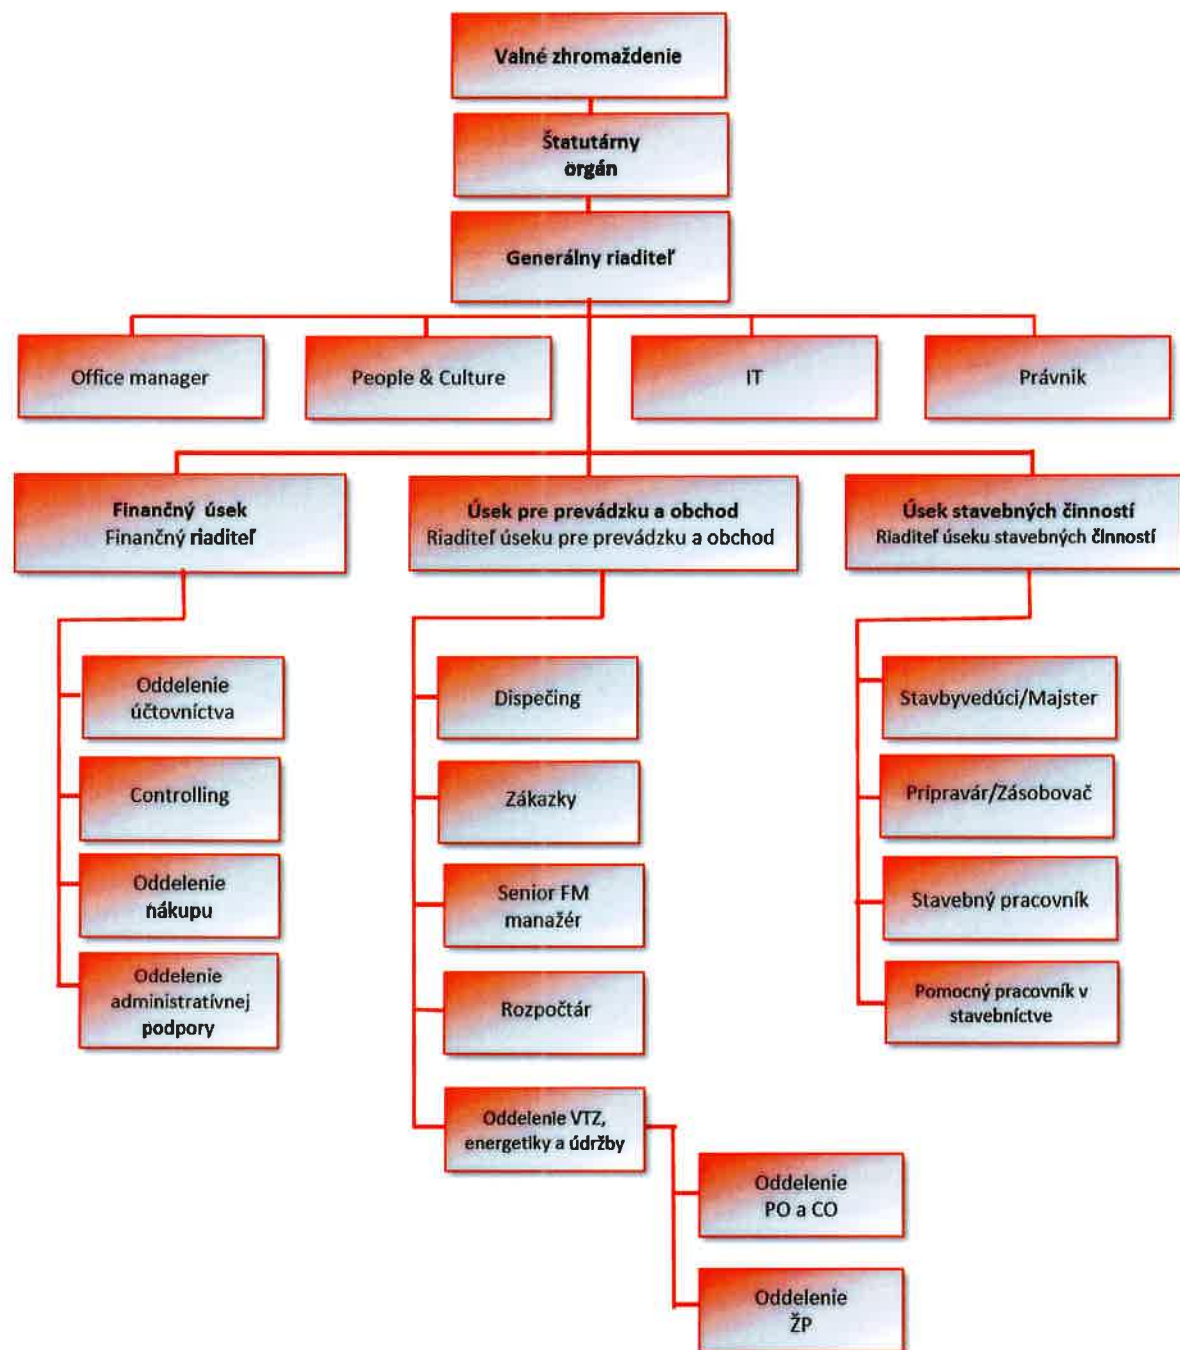 Valné zhromaždenie
Štatutárny
orgán
Generálny riaditeľ
Office manager
People & Culture
IT
Právnik
Finančný úsek
Finančný riaditeľ
Úsek pre prevádzku a obchod
Riaditeľ úseku pre prevádzku a obchod
Úsek stavebných činností
Riaditeľ úseku stavebných činností
Oddelenie
účtovníctva
Controlling
Oddelenie
nákupu
Oddelenie
administratívnej
podpory
Dispečing
Zákazky
Senior FM
manažér
Rozpočtár
Oddelenie VTZ,
energetiky a údržby
Oddelenie
PO a CO
Oddelenie
ŽP
Stavbyvedúci/Majster
Pripravár/Zásobovač
Stavebný pracovník
Pomocný pracovník v
stavebníctve